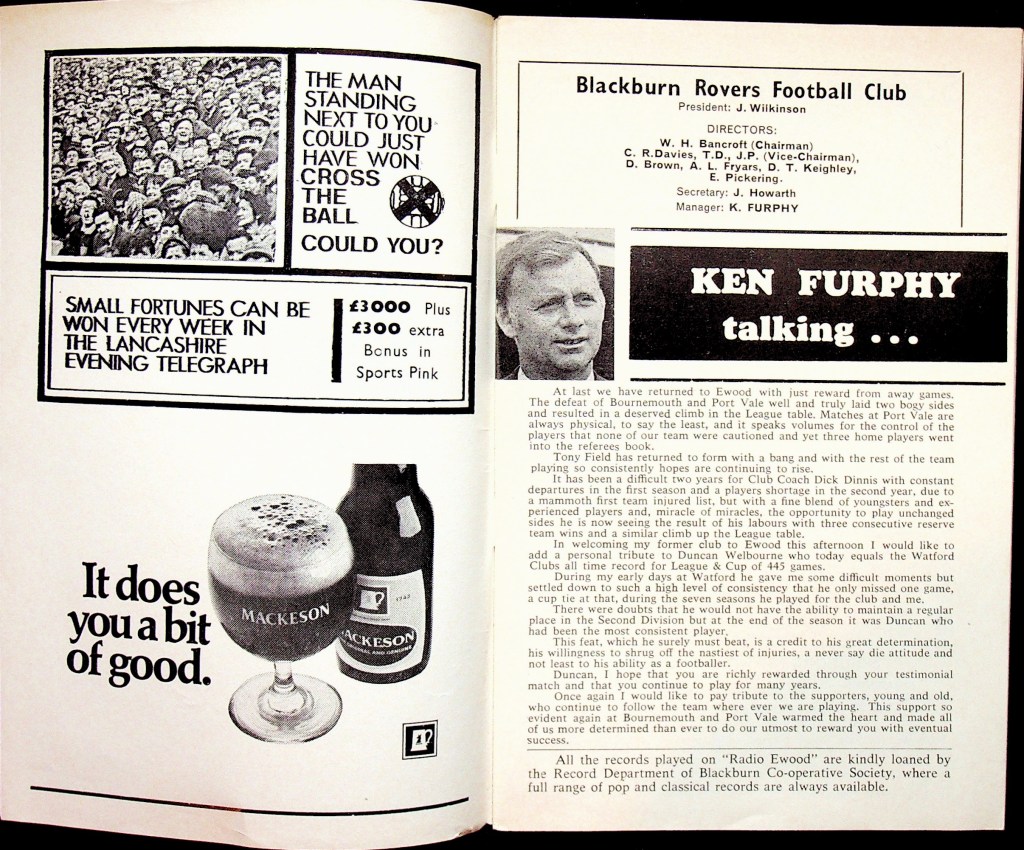 THE MAN
STANDING
NEXT TO YOU
COULD JUST
HAVE WON
CROSS
THE
BALL
COULD YOU?
SMALL FORTUNES CAN BE
WON EVERY WEEK IN
THE LANCASHIRE
EVENING TELEGRAPH
£3000 Plus
£300 extra
Bonus in
Sports Pink
It does
you a bit
of good.
MACKESON
MACKESON
ORIGINAL AND GENUINE
Blackburn Rovers Football Club
President: J. Wilkinson
DIRECTORS:
W. H. Bancroft (Chairman)
C. R.Davies, T.D., J.P. (Vice-Chairman),
D. Brown, A. L. Fryars, D. T. Keighley,
E. Pickering.
Secretary: J. Howarth
Manager: K. FURPHY
KEN FURPHY
talking ...
At last we have returned to Ewood with just reward from away games.
The defeat of Bournemouth and Port Vale well and truly laid two bogy sides
and resulted in a deserved climb in the League table. Matches at Port Vale are
always physical, to say the least, and it speaks volumes for the control of the
players that none of our team were cautioned and yet three home players went
into the referees book.
Tony Field has returned to form with a bang and with the rest of the team
playing so consistently hopes are continuing to rise.
It has been a difficult two years for Club Coach Dick Dinnis with constant
departures in the first season and a players shortage in the second year, due to
a mammoth first team injured list, but with a fine blend of youngsters and ex-
perienced players and, miracle of miracles, the opportunity to play unchanged
sides he is now seeing the result of his labours with three consecutive reserve
team wins and a similar climb up the League table.
In welcoming my former club to Ewood this afternoon I would like to
add a personal tribute to Duncan Welbourne who today equals the Watford
Clubs all time record for League & Cup of 445 games.
During my early days at Watford he gave me some difficult moments but
settled down to such a high level of consistency that he only missed one game,
a cup tie at that, during the seven seasons he played for the club and me.
There were doubts that he would not have the ability to maintain a regular
place in the Second Division but at the end of the season it was Duncan who
had been the most consistent player.
This feat, which he surely must beat, is a credit to his great determination,
his willingness to shrug off the nastiest of injuries, a never say die attitude and
not least to his ability as a footballer.
Duncan, I hope that you are richly rewarded through your testimonial
match and that you continue to play for many years.
Once again I would like to pay tribute to the supporters, young and old,
who continue to follow the team where ever we are playing. This support so
evident again at Bournemouth and Port Vale warmed the heart and made all
of us more determined than ever to do our utmost to reward you with eventual
success.
All the records played on "Radio Ewood" are kindly loaned by
the Record Department of Blackburn Co-operative Society, where a
full range of pop and classical records are always available.